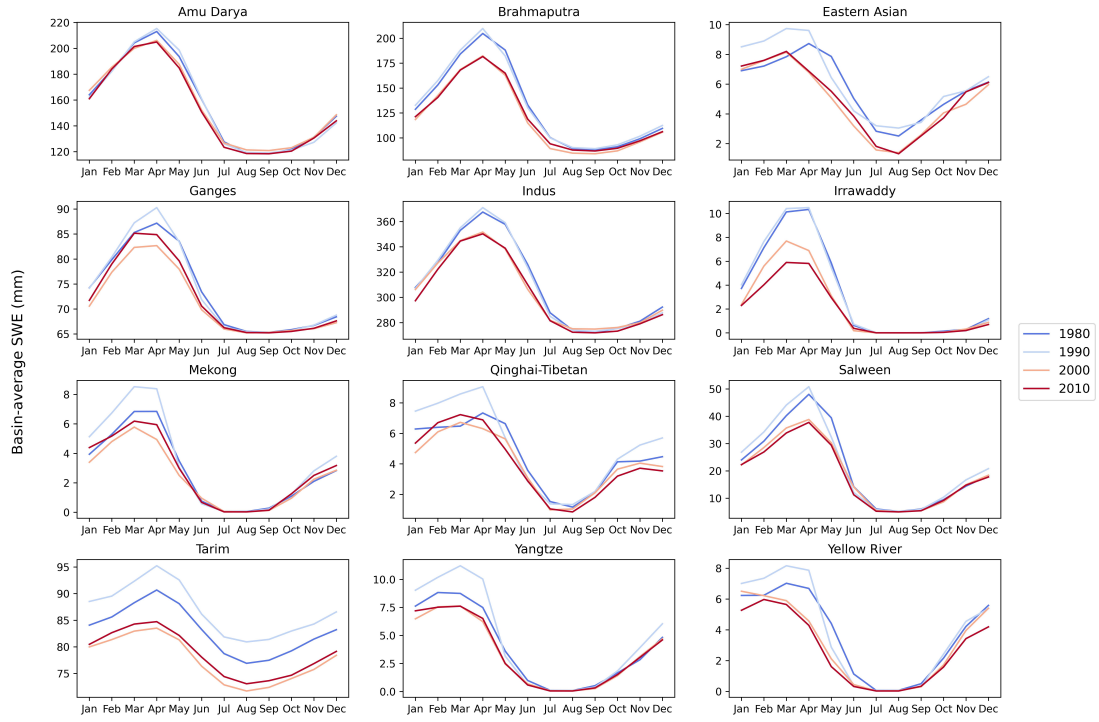 Amu Darya
Brahmaputra
Eastern Asian
220
200
180
160
140
120
Jan Feb Mar Apr May Jun Jul Aug Sep Oct Nov Dec
200
175
150
125
100
Jan Feb Mar Apr May Jun Jul Aug Sep Oct Nov Dec
10
8
6
4
2
Jan Feb Mar Apr May Jun Jul Aug Sep Oct Nov Dec
Ganges
Indus
Irrawaddy
90
85
80
75
70
65
Jan Feb Mar Apr May Jun Jul Aug Sep Oct Nov Dec
360
340
320
300
280
Jan Feb Mar Apr May Jun Jul Aug Sep Oct Nov Dec
10
8
6
4
2
0
Jan Feb Mar Apr May Jun Jul Aug Sep Oct Nov Dec
Basin-average SWE (mm)
1980
1990
2000
2010
Mekong
Qinghai-Tibetan
Salween
8
6
4
2
0
Jan Feb Mar Apr May Jun Jul Aug Sep Oct Nov Dec
8
6
4
2
Jan Feb Mar Apr May Jun Jul Aug Sep Oct Nov Dec
50
40
30
20
10
Jan Feb Mar Apr May Jun Jul Aug Sep Oct Nov Dec
Tarim
Yangtze
Yellow River
95
90
85
80
75
Jan Feb Mar Apr May Jun Jul Aug Sep Oct Nov Dec
10.0
7.5
5.0
2.5
0.0
Jan Feb Mar Apr May Jun Jul Aug Sep Oct Nov Dec
8
6
4
2
0
Jan Feb Mar Apr May Jun Jul Aug Sep Oct Nov Dec